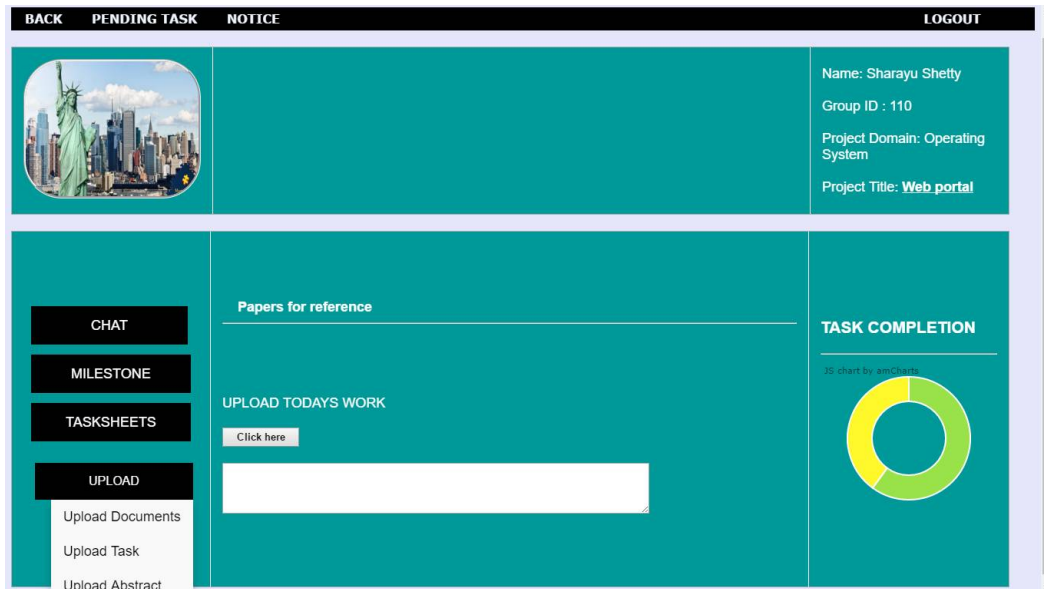 BACK PENDING TASK NOTICE LOGOUT
Name: Sharayu Shetty
Group ID : 110
Project Domain: Operating
System
Project Title: Web portal
CHAT
MILESTONE
TASKSHEETS
UPLOAD
Upload Documents
Upload Task
Upload Abstract
Papers for reference
UPLOAD TODAYS WORK
Click here
TASK COMPLETION
JS chart by amCharts